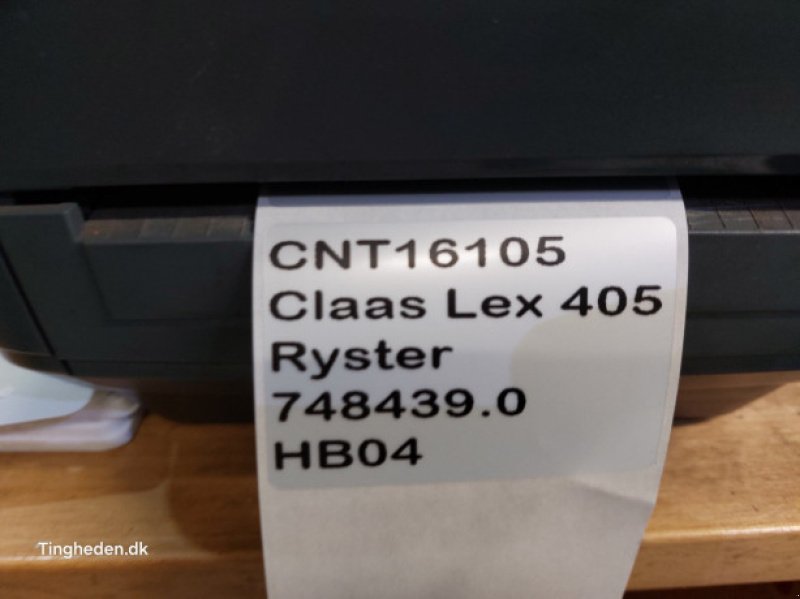 CNT16105
Claas Lex 405
Ryster
748439.0
HB04
Tingheden.dk